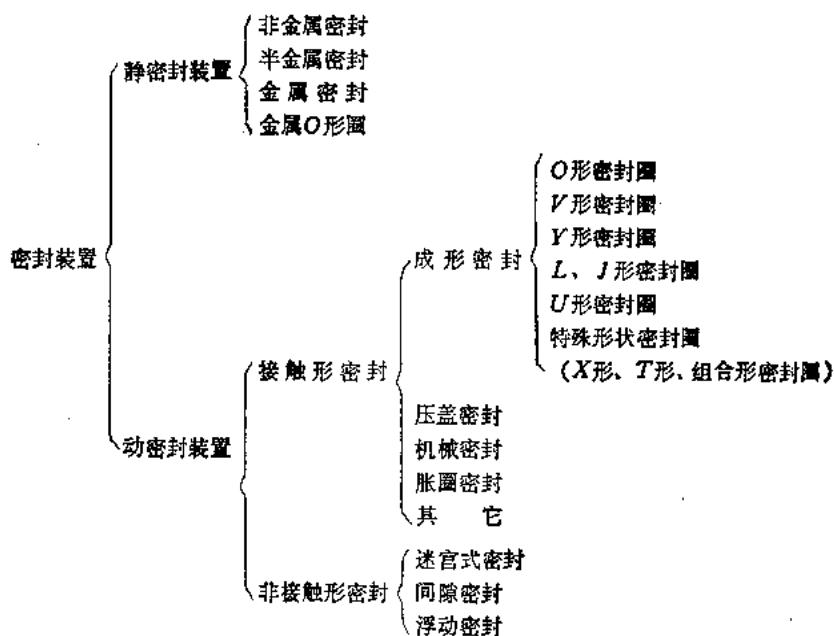 非金属密封
半金属密封
静密封装置
金属密封
金属O形圈
O形密封圈
V形密封圈
Y形密封圈
密封装置
成形密封
L、J形密封圈
U形密封圈
特殊形状密封圈
接触形密封
(X形、T形、组合形密封圈)
压盖密封
动密封装置
机械密封
胀圈密封
其它
迷宫式密封
非接触形密封
间隙密封
浮动密封